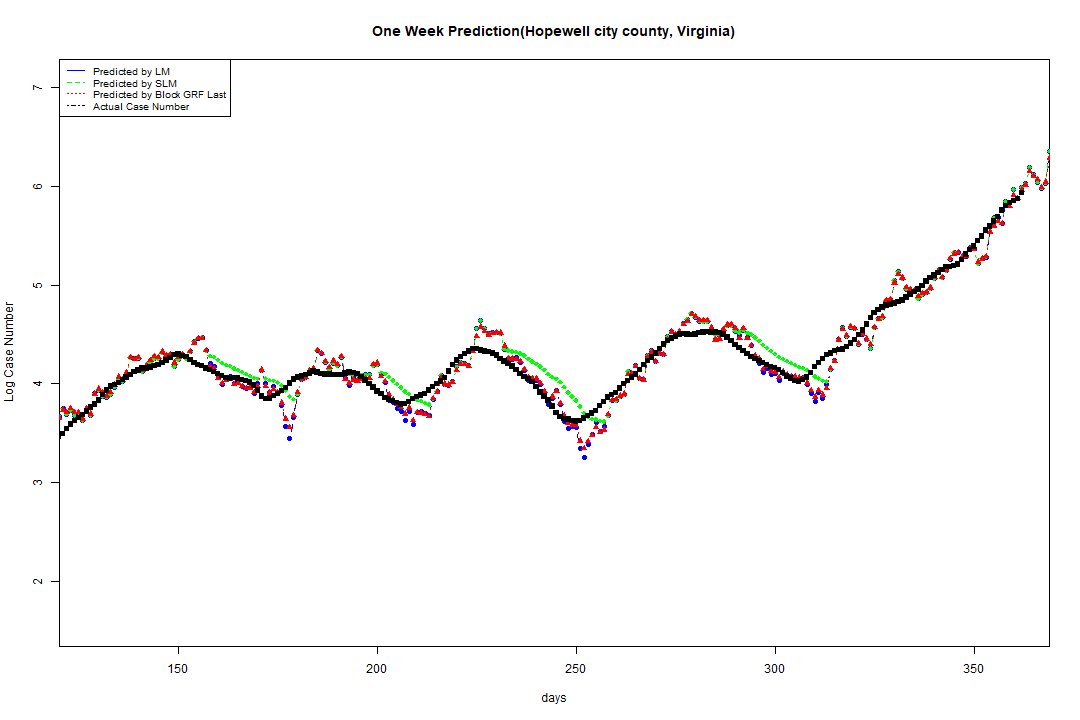 One Week Prediction(Hopewell city county, Virginia)
Predicted by LM
Predicted by SLM
Predicted by Block GRF Last
Actual Case Number
Log Case Number
7
6
5
4
3
2
150 200 250 300 350
days